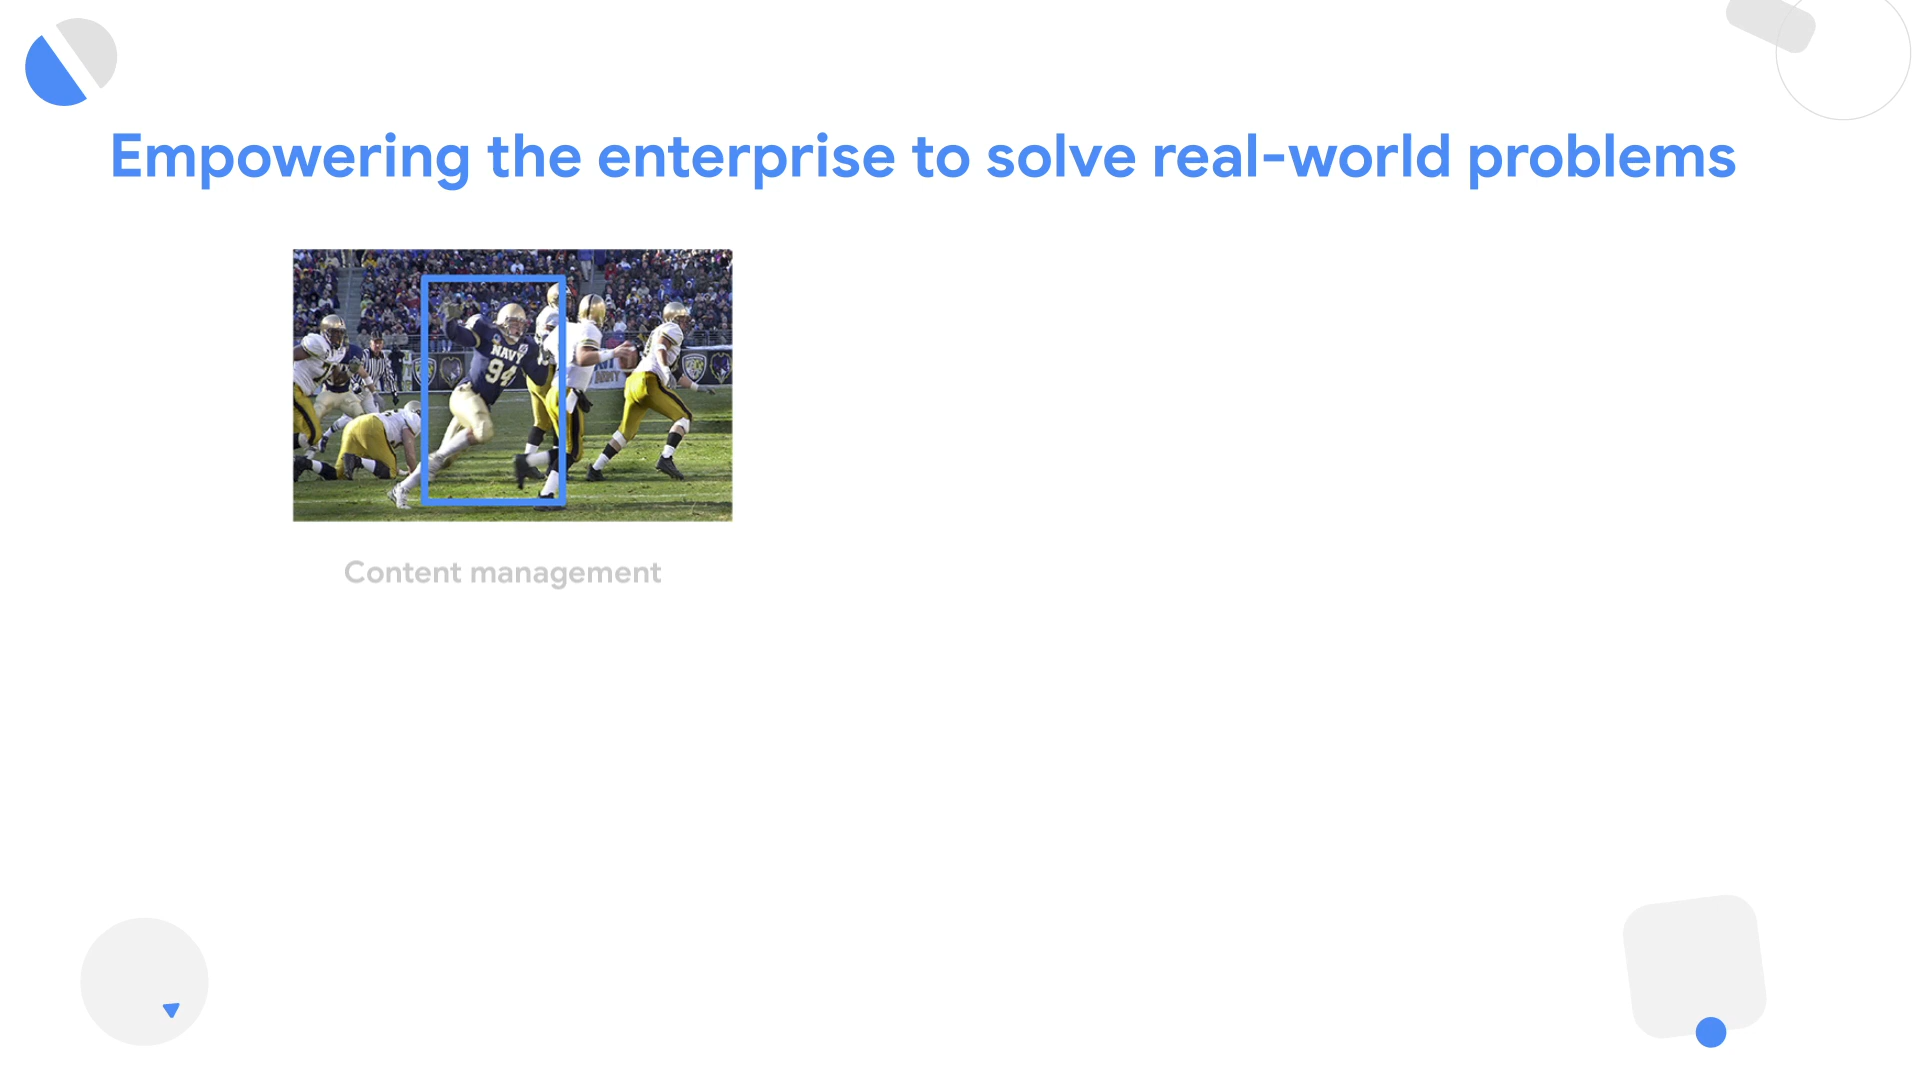 Empowering the enterprise to solve real-world problems
NAVY
94
Content management